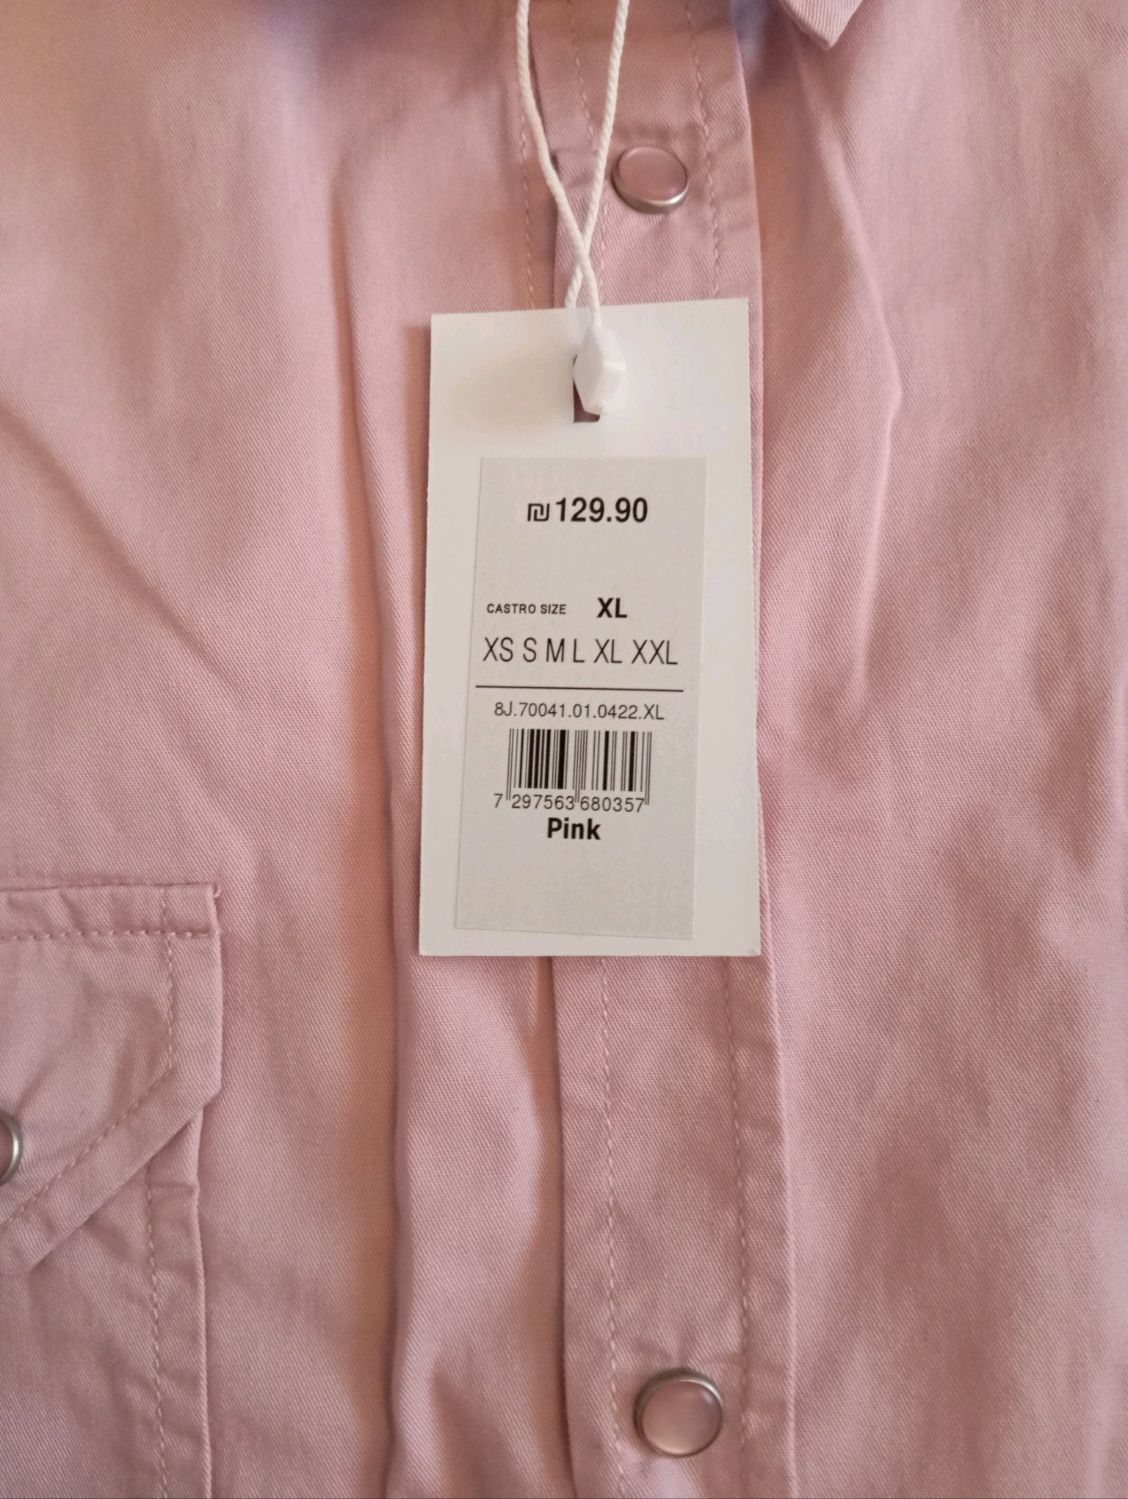 ₪129.90
CASTRO SIZE XL
XS S M L XL XXL
8J.70041.01.0422.XL
7 297563 680357
Pink